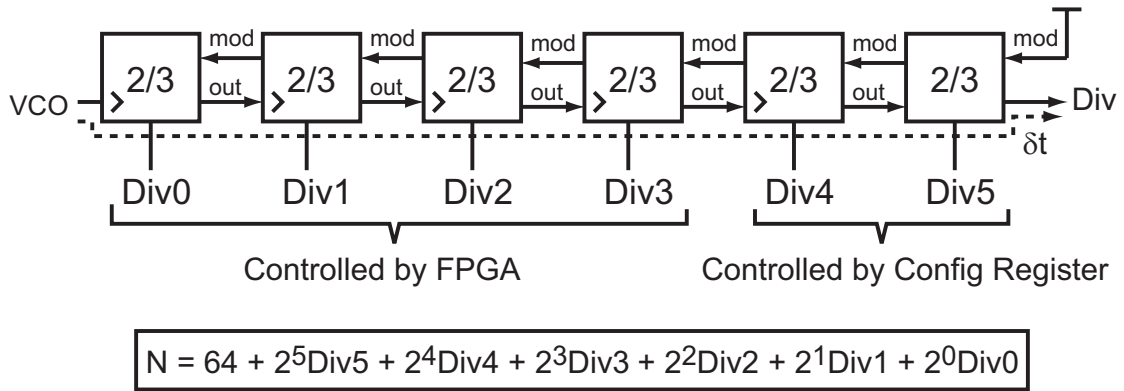 mod mod mod mod mod mod
2/3 2/3 2/3 2/3 2/3 2/3
VCO out out out out out Div
δt
Div0 Div1 Div2 Div3 Div4 Div5
Controlled by FPGA Controlled by Config Register
N = 64 + 2⁵Div5 + 2⁴Div4 + 2³Div3 + 2²Div2 + 2¹Div1 + 2⁰Div0